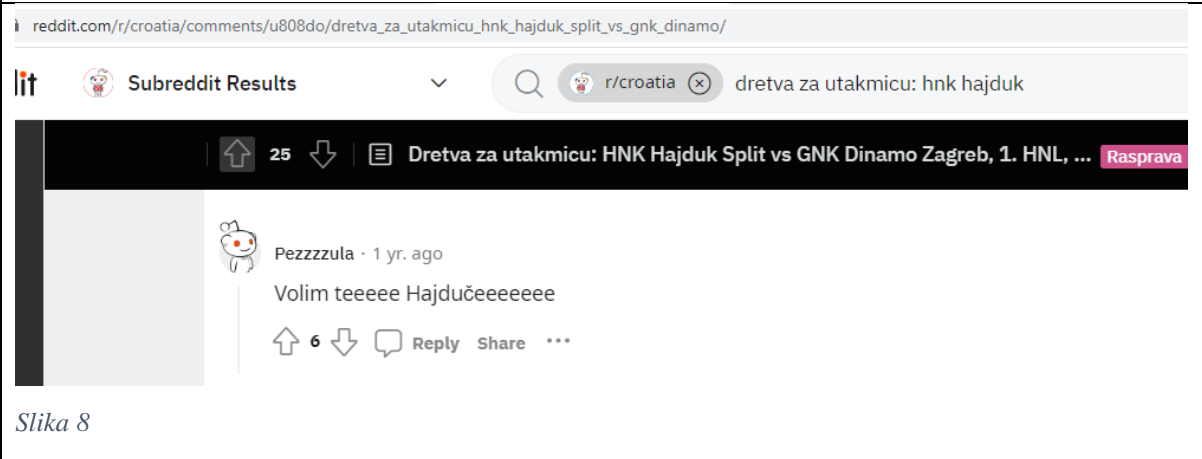 reddit.com/r/croatia/comments/u808do/dretva_za_utakmicu_hnk_hajduk_split_vs_gnk_dinamo/
it Subreddit Results r/croatia dretva za utakmicu: hnk hajduk
25 Dretva za utakmicu: HNK Hajduk Split vs GNK Dinamo Zagreb, 1. HNL, ... Rasprava
Pezzzzula · 1 yr. ago
Volim teeeee Hajdučeeeeeee
6 Reply Share ···
Slika 8